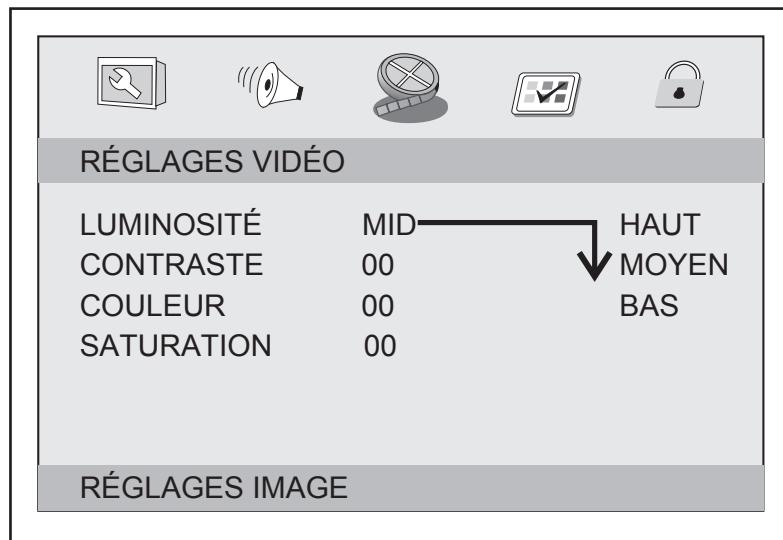 RÉGLAGES VIDÉO
LUMINOSITÉ MID HAUT
CONTRASTE 00 MOYEN
COULEUR 00 BAS
SATURATION 00
RÉGLAGES IMAGE